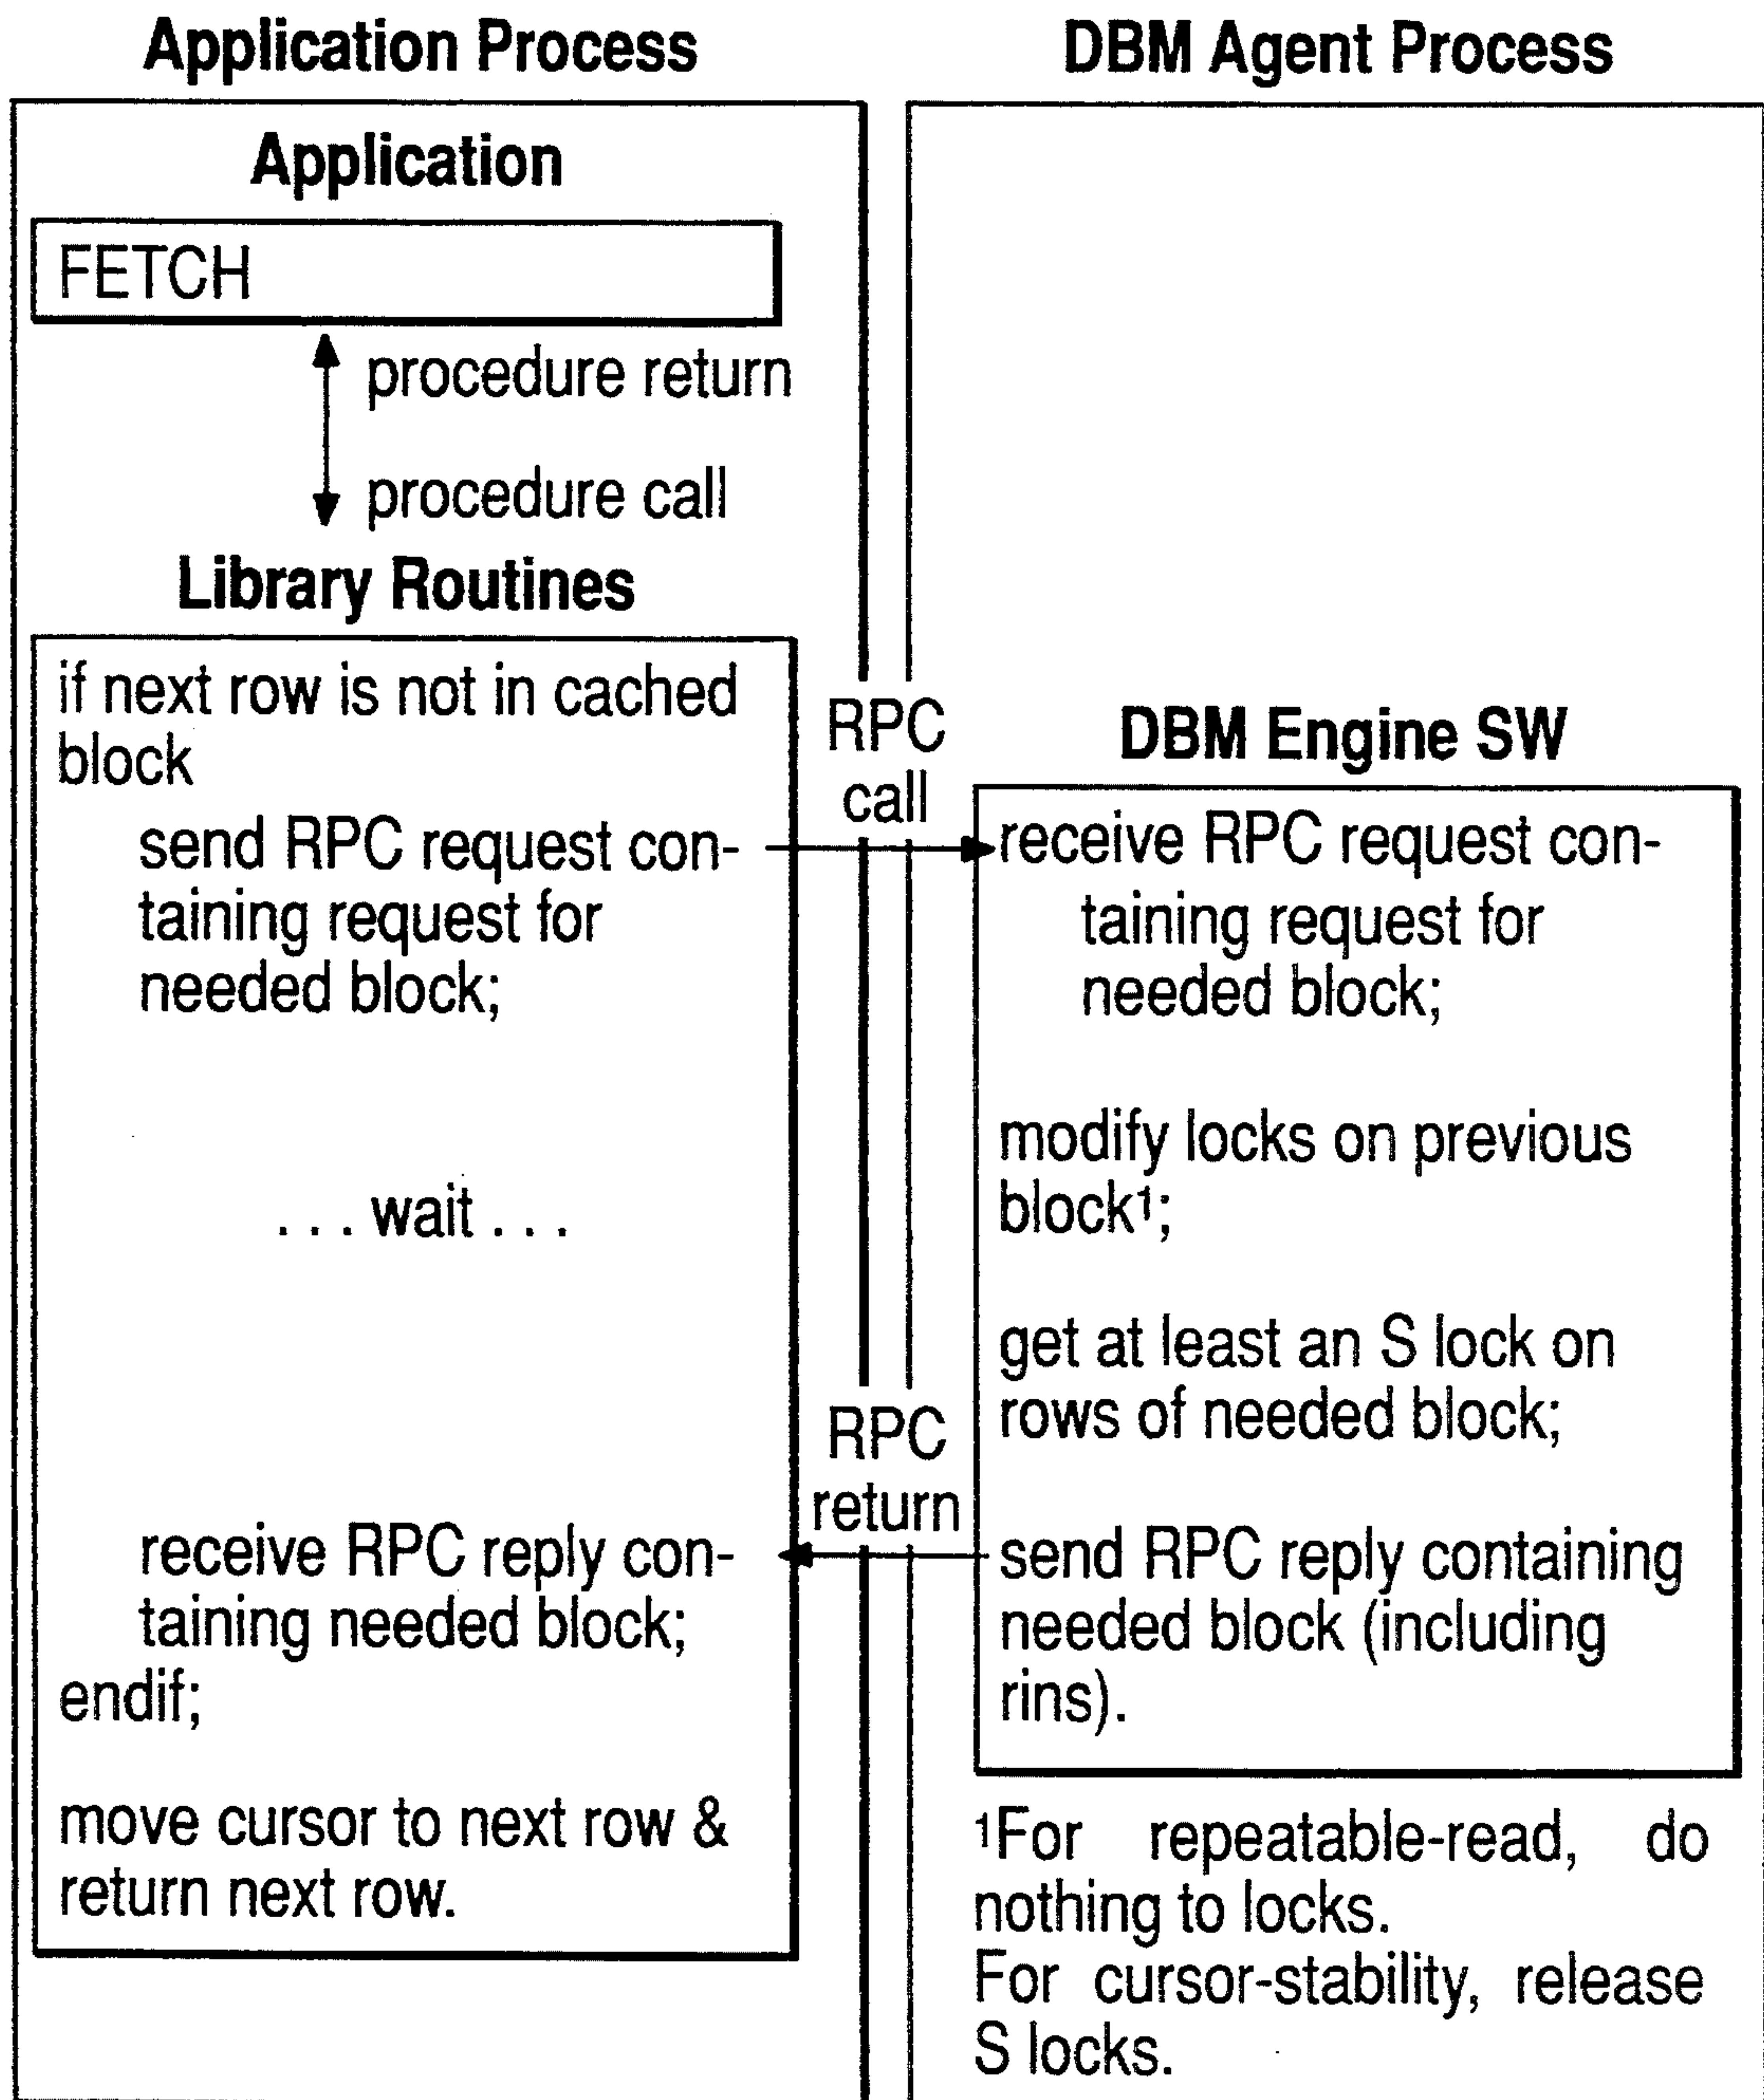 Application Process
Application
FETCH
procedure return
procedure call
Library Routines
if next row is not in cached
block
send RPC request con-
taining request for
needed block;
. . . wait . . .
receive RPC reply con-
taining needed block;
endif;
move cursor to next row &
return next row.
RPC
call
RPC
return
DBM Agent Process
DBM Engine SW
receive RPC request con-
taining request for
needed block;
modify locks on previous
block¹;
get at least an S lock on
rows of needed block;
send RPC reply containing
needed block (including
rins).
¹For repeatable-read, do
nothing to locks.
For cursor-stability, release
S locks.